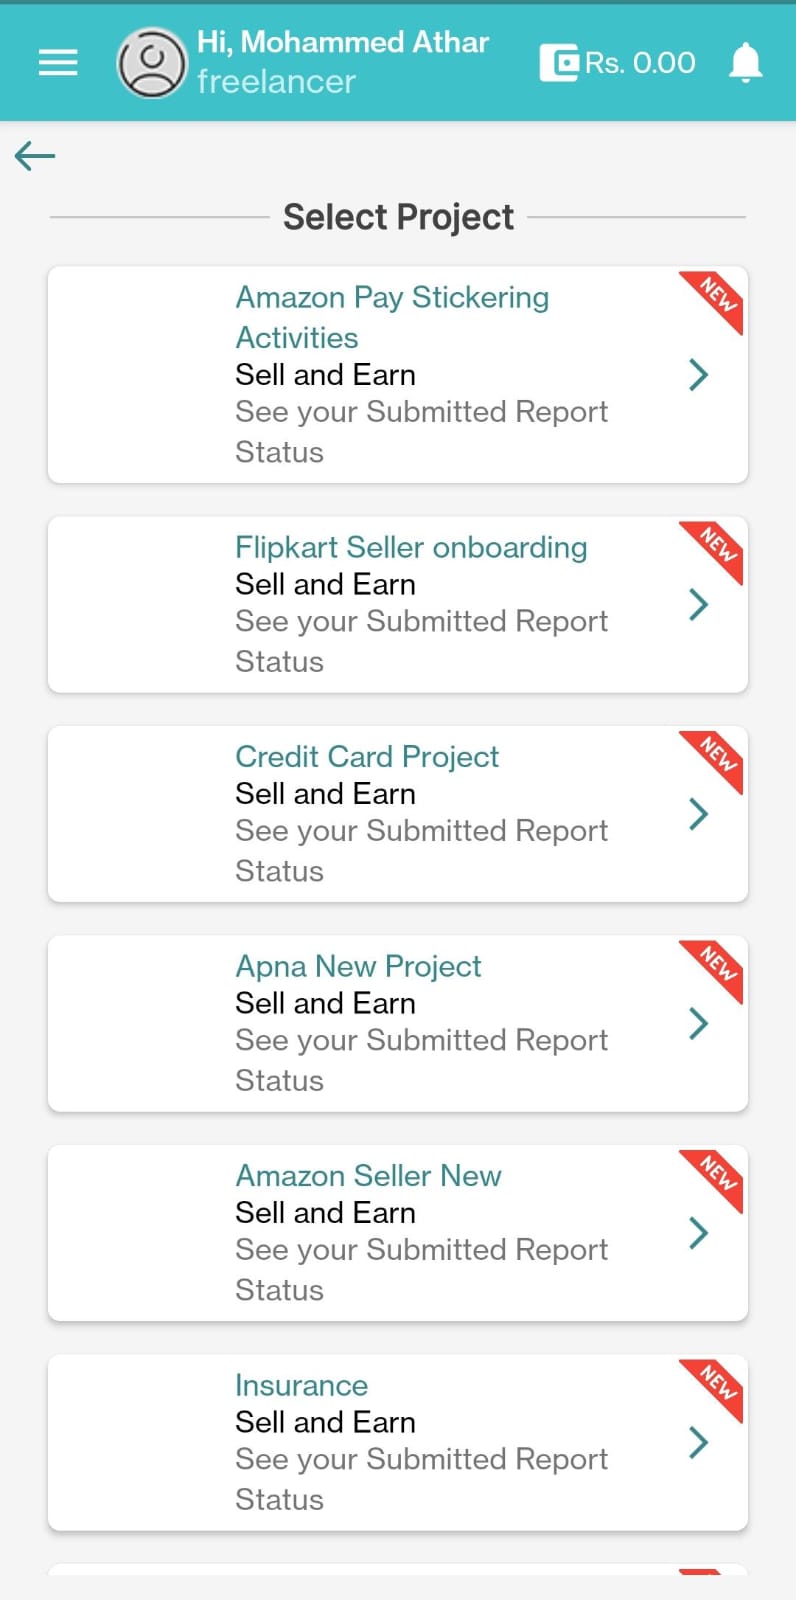 Hi, Mohammed Athar
freelancer
Rs. 0.00
Select Project
Amazon Pay Stickering
Activities
Sell and Earn
See your Submitted Report
Status
NEW
Flipkart Seller onboarding
Sell and Earn
See your Submitted Report
Status
NEW
Credit Card Project
Sell and Earn
See your Submitted Report
Status
NEW
Apna New Project
Sell and Earn
See your Submitted Report
Status
NEW
Amazon Seller New
Sell and Earn
See your Submitted Report
Status
NEW
Insurance
Sell and Earn
See your Submitted Report
Status
NEW